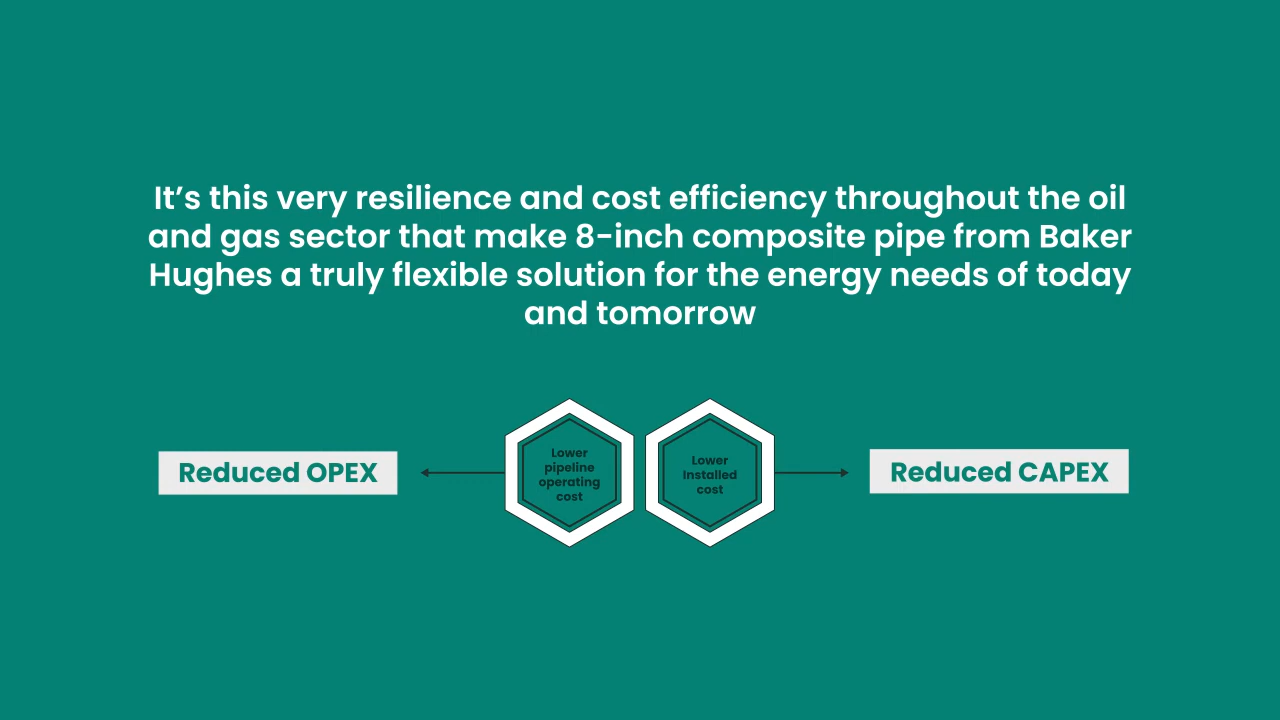 It’s this very resilience and cost efficiency throughout the oil
and gas sector that make 8-inch composite pipe from Baker
Hughes a truly flexible solution for the energy needs of today
and tomorrow
Reduced OPEX
Lower
pipeline
operating
cost
Lower
Installed
cost
Reduced CAPEX